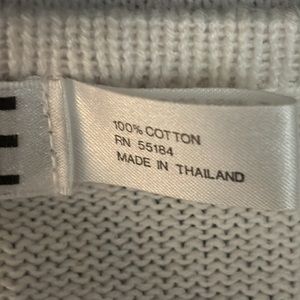 100% COTTON
RN 55184
MADE IN THAILAND